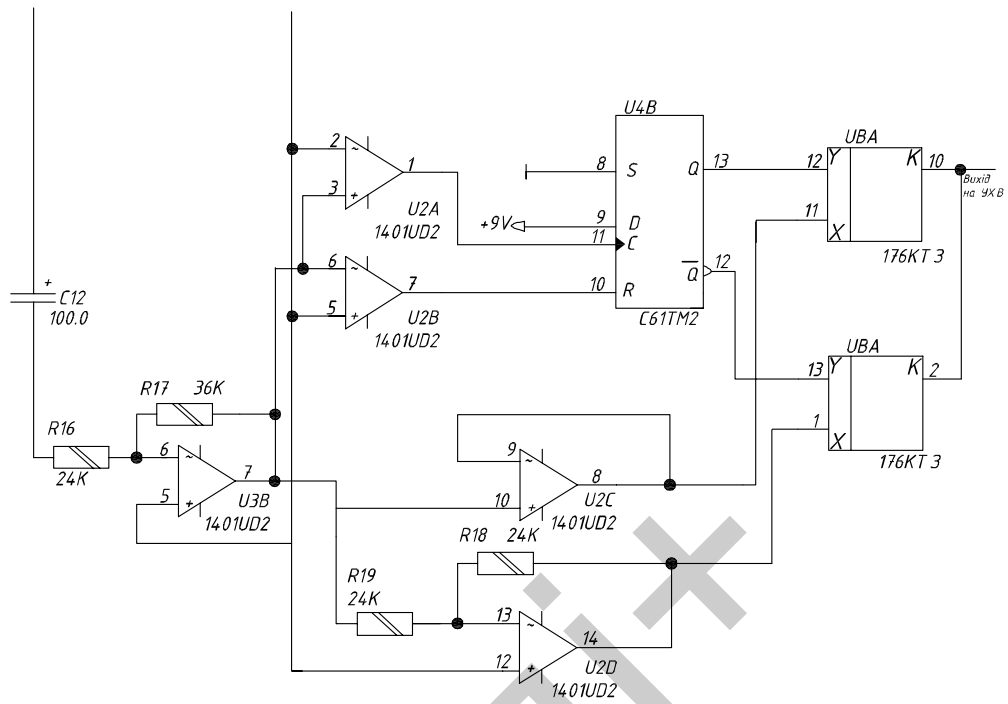 U4B
2
1
3
U2A
1401UD2
8
S
Q
13
+9V
9
D
11
C
6
7
5
U2B
1401UD2
10
R
Q
12
C61TM2
UBA
12
Y
K
10
11
X
176KT 3
Вихід
на УХВ
+
C12
100.0
UBA
13
Y
K
2
1
X
176KT 3
R17
36K
R16
24K
6
7
5
U3B
1401UD2
9
8
10
U2C
1401UD2
R18
24K
R19
24K
13
14
12
U2D
1401UD2